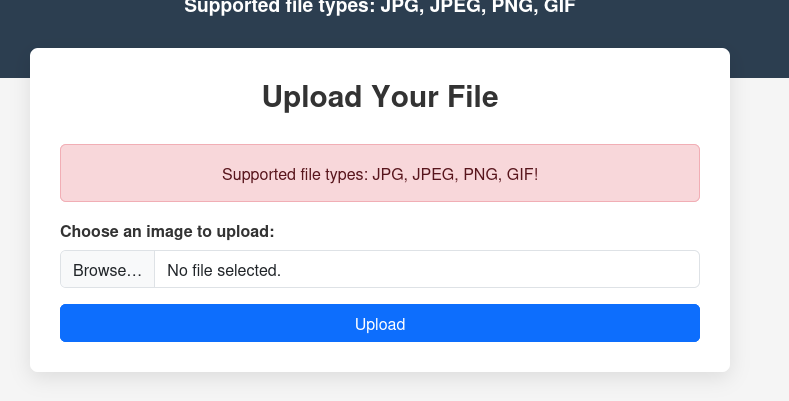 Supported file types: JPG, JPEG, PNG, GIF
Upload Your File
Supported file types: JPG, JPEG, PNG, GIF!
Choose an image to upload:
Browse... No file selected.
Upload